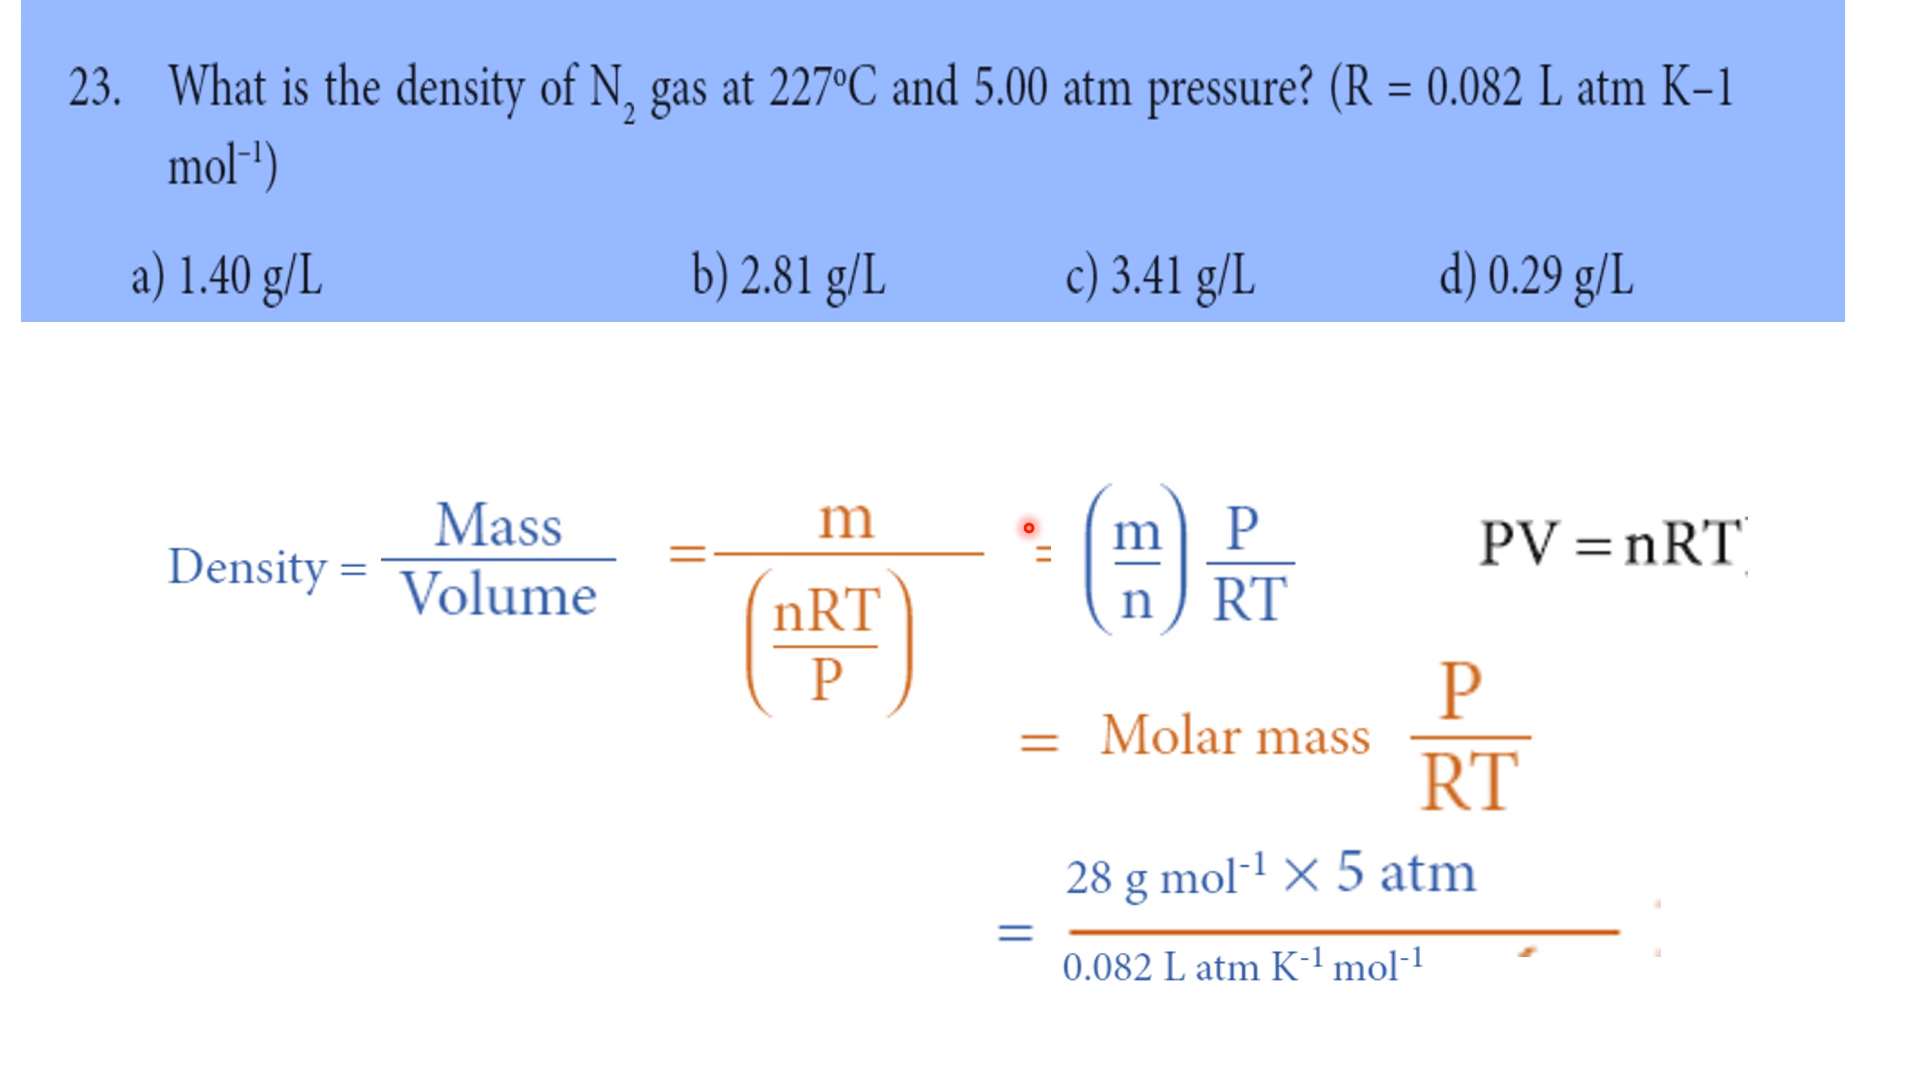 23. What is the density of N₂ gas at 227ºC and 5.00 atm pressure? (R = 0.082 L atm K–1
mol⁻¹)
a) 1.40 g/L b) 2.81 g/L c) 3.41 g/L d) 0.29 g/L
Density = Mass / Volume = m / (nRT / P) = (m / n) P / RT PV = nRT
= Molar mass P / RT
= 28 g mol⁻¹ × 5 atm
0.082 L atm K⁻¹ mol⁻¹